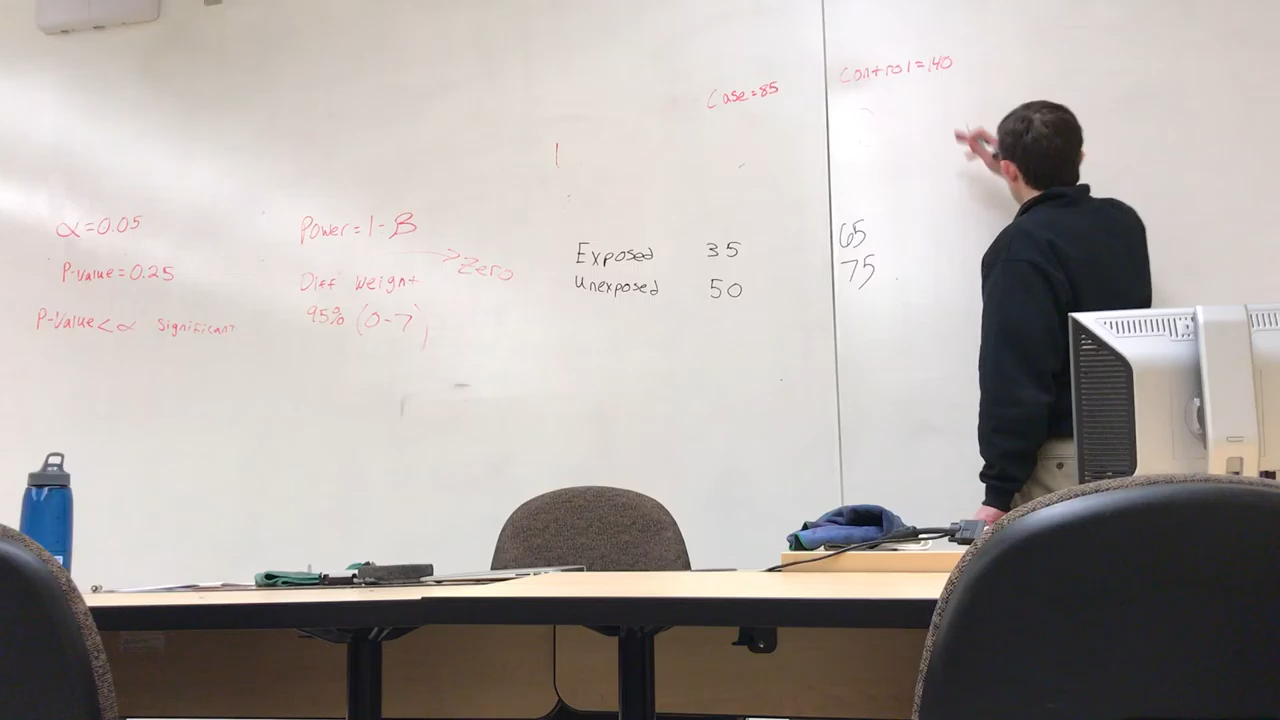 Case=85
Control=140
α=0.05
P-Value=0.25
P-Value<α Significant
Power=1-β
Zero
Diff Weight
95% (0-7)
Exposed 35 65
Unexposed 50 75